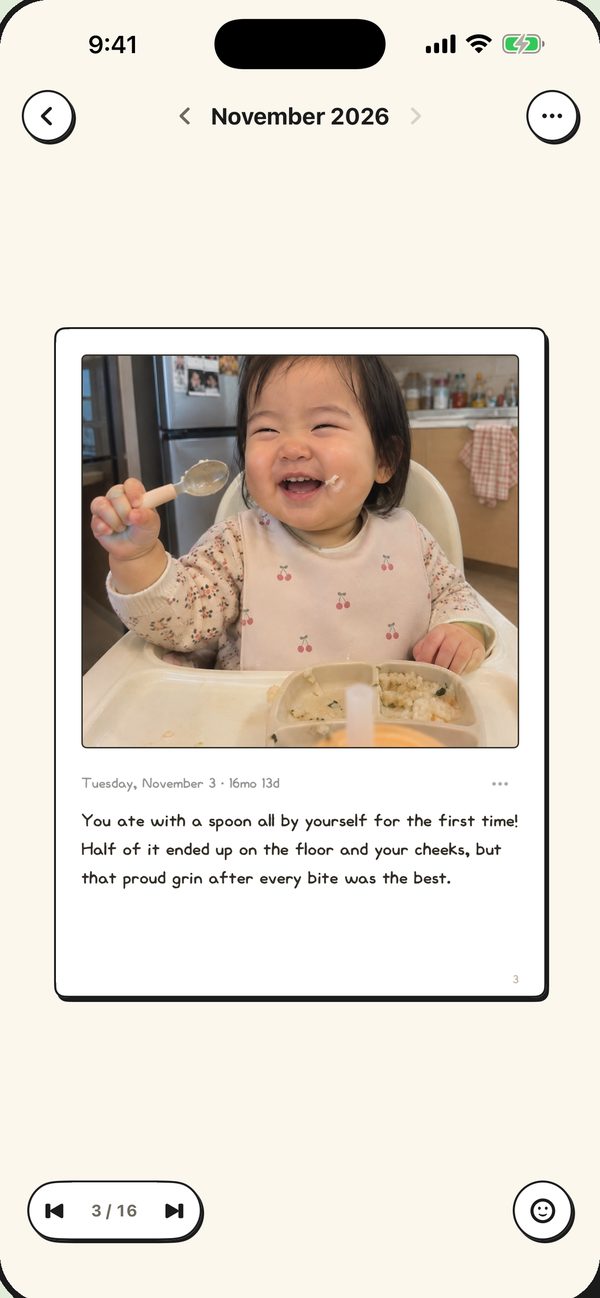 9:41
November 2026
Tuesday, November 3 · 16mo 13d
You ate with a spoon all by yourself for the first time!
Half of it ended up on the floor and your cheeks, but
that proud grin after every bite was the best.
3
3 / 16